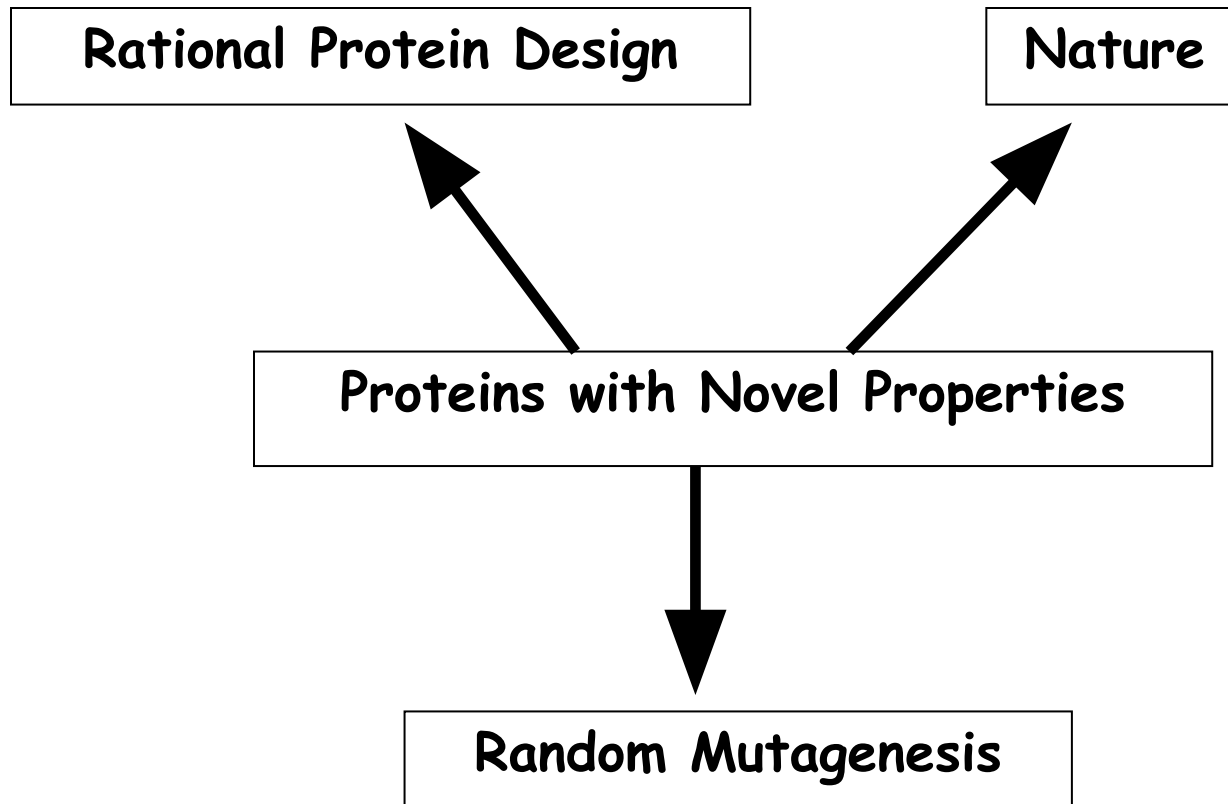 Rational Protein Design
Nature
Proteins with Novel Properties
Random Mutagenesis